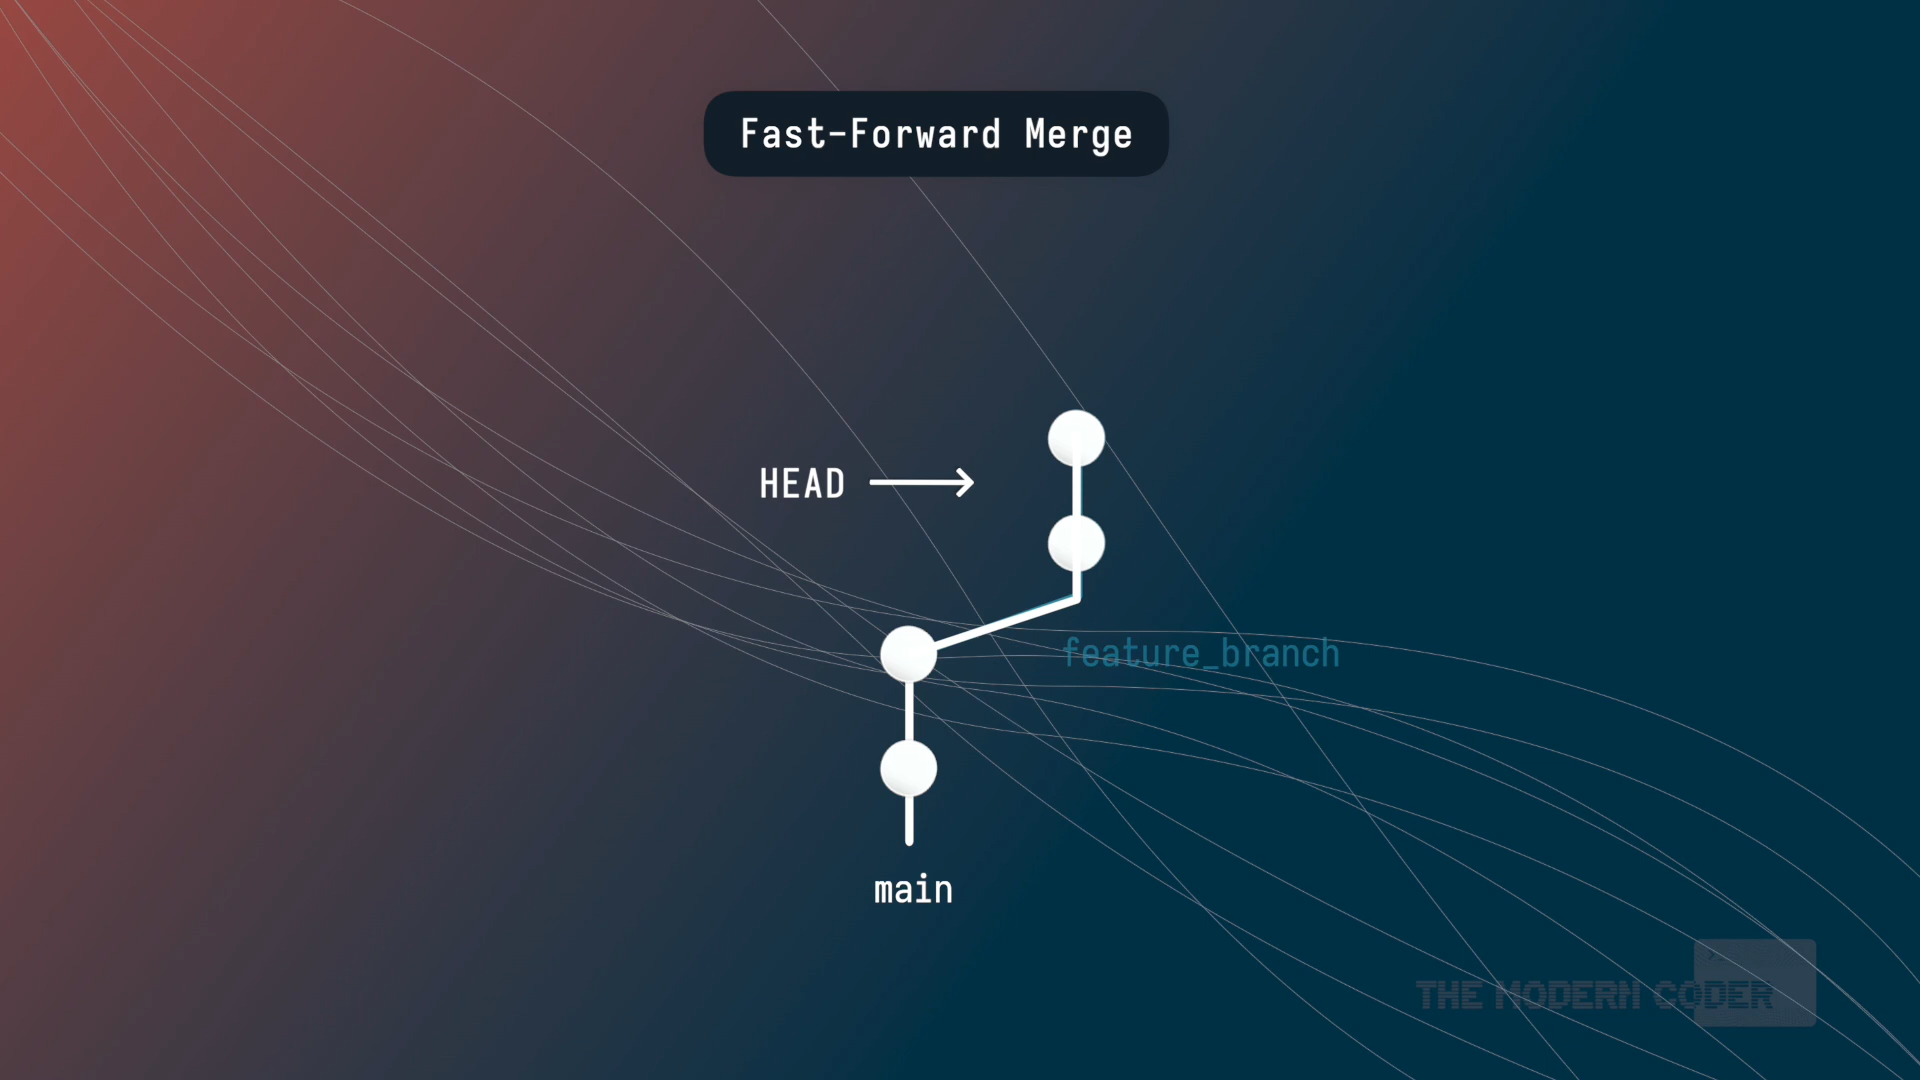 Fast-Forward Merge
HEAD
feature_branch
main
THE MODERN CODER